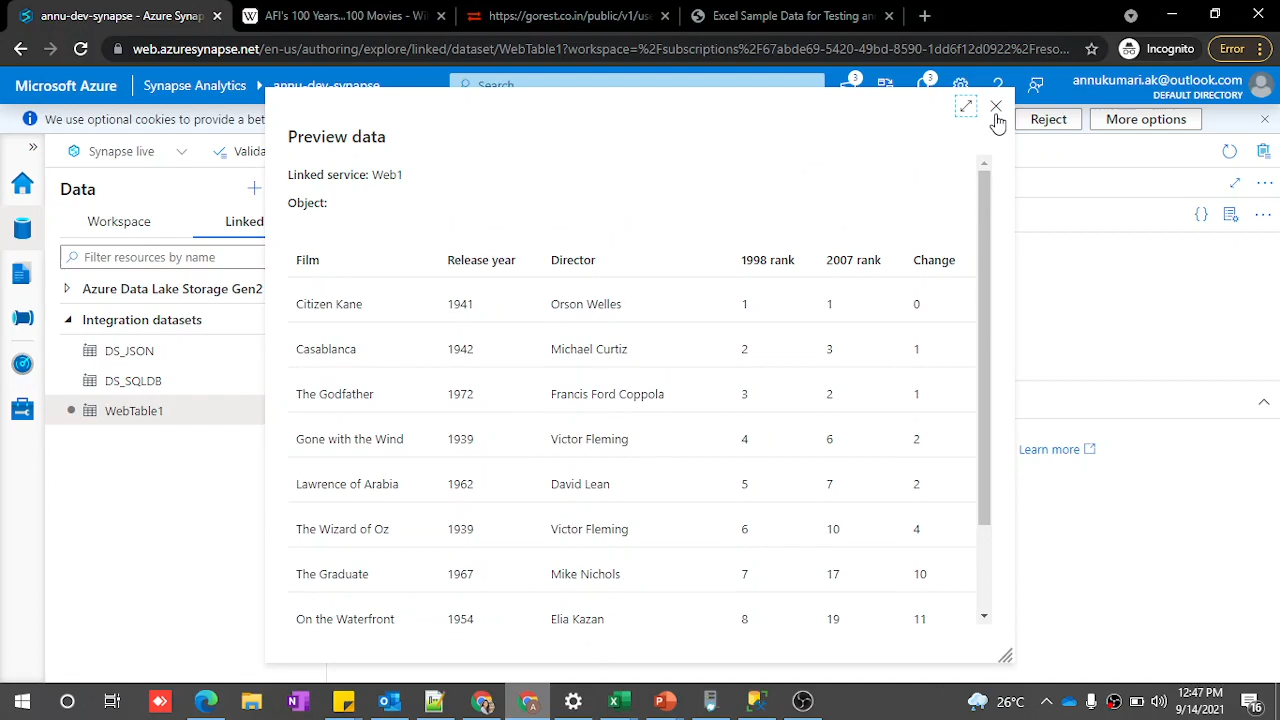 annu-dev-synapse - Azure Synaps
AFI's 100 Years...100 Movies - Wi
https://gorest.co.in/public/v1/use
Excel Sample Data for Testing an
web.azuresynapse.net/en-us/authoring/explore/linked/dataset/WebTable1?workspace=%2Fsubscriptions%2F67abde69-5420-49bd-8590-1dd6f12d0922%2Freso...
Incognito
Error
Microsoft Azure
Synapse Analytics
annu-dev-synapse
Search
3
3
annukumari.ak@outlook.com
DEFAULT DIRECTORY
We use optional cookies to provide a bet
Reject
More options
Synapse live
Valida
Data
Workspace
Linked
Filter resources by name
Azure Data Lake Storage Gen2
Integration datasets
DS_JSON
DS_SQLDB
WebTable1
Preview data
Linked service: Web1
Object:
Film Release year Director 1998 rank 2007 rank Change
Citizen Kane 1941 Orson Welles 1 1 0
Casablanca 1942 Michael Curtiz 2 3 1
The Godfather 1972 Francis Ford Coppola 3 2 1
Gone with the Wind 1939 Victor Fleming 4 6 2
Lawrence of Arabia 1962 David Lean 5 7 2
The Wizard of Oz 1939 Victor Fleming 6 10 4
The Graduate 1967 Mike Nichols 7 17 10
On the Waterfront 1954 Elia Kazan 8 19 11
Learn more
26°C
12:47 PM
9/14/2021
16